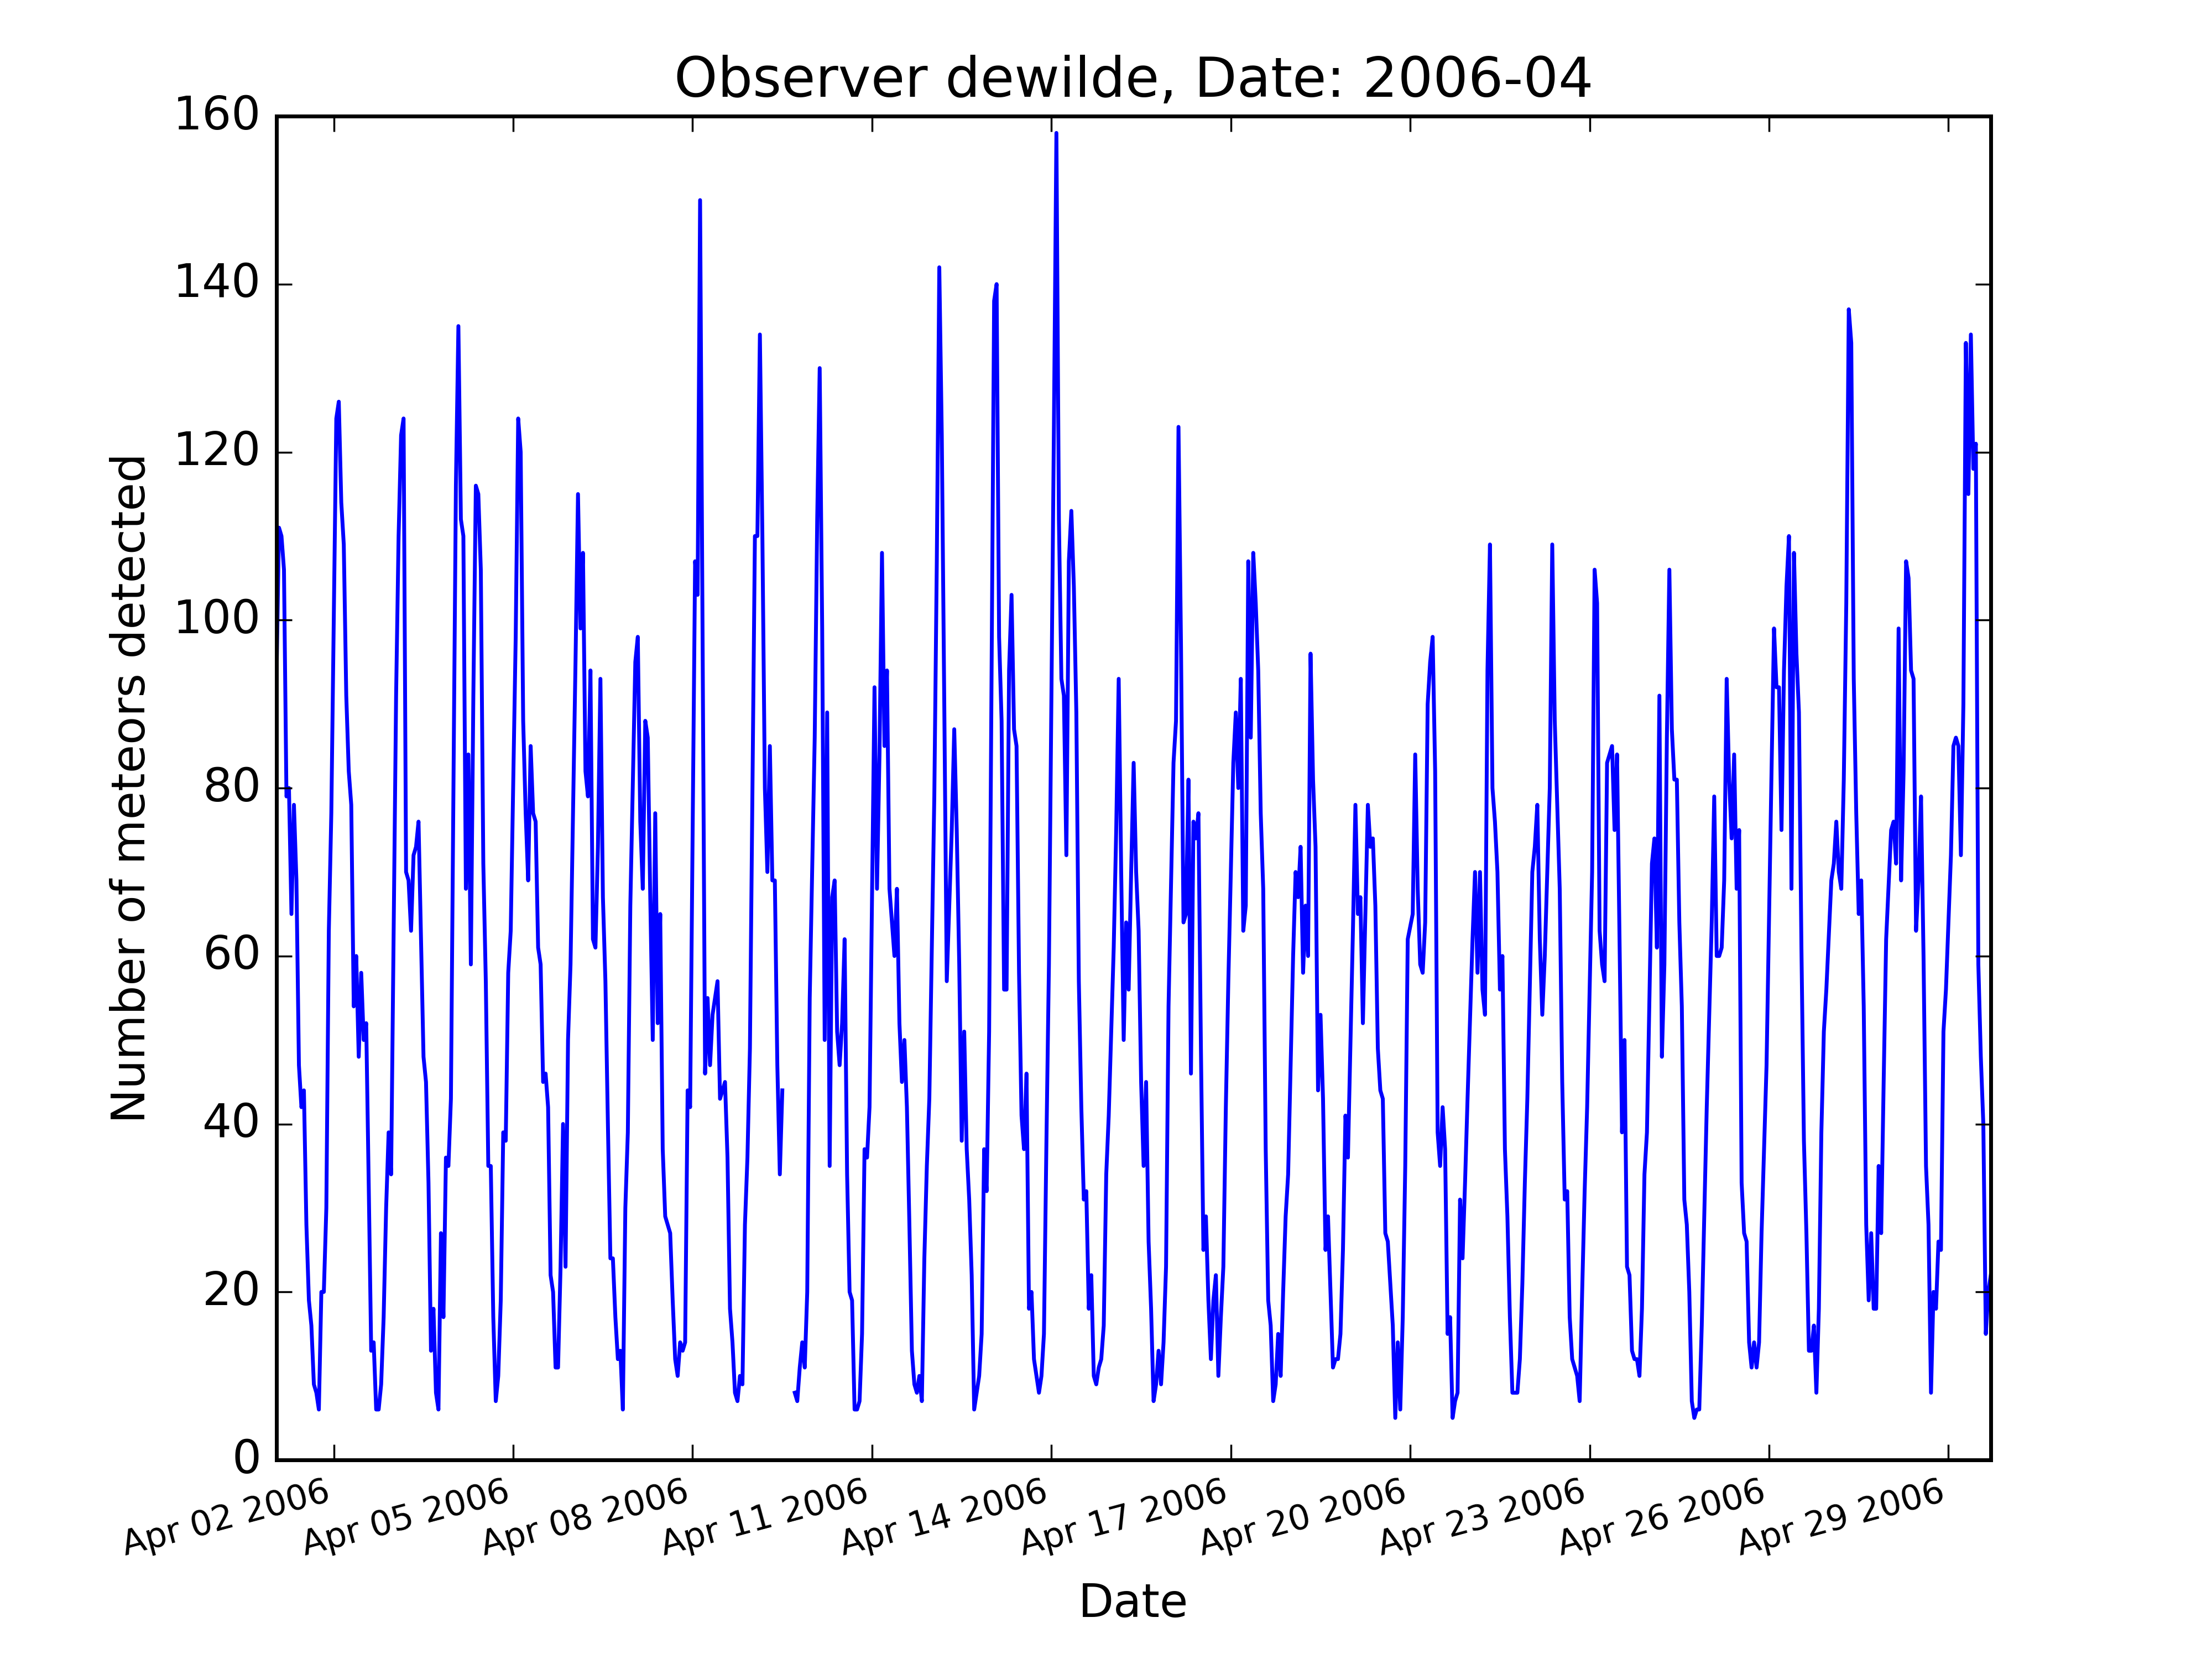 Observer dewilde, Date: 2006-04
160
140
120
100
80
60
40
20
0
Number of meteors detected
Apr 02 2006
Apr 05 2006
Apr 08 2006
Apr 11 2006
Apr 14 2006
Apr 17 2006
Apr 20 2006
Apr 23 2006
Apr 26 2006
Apr 29 2006
Date